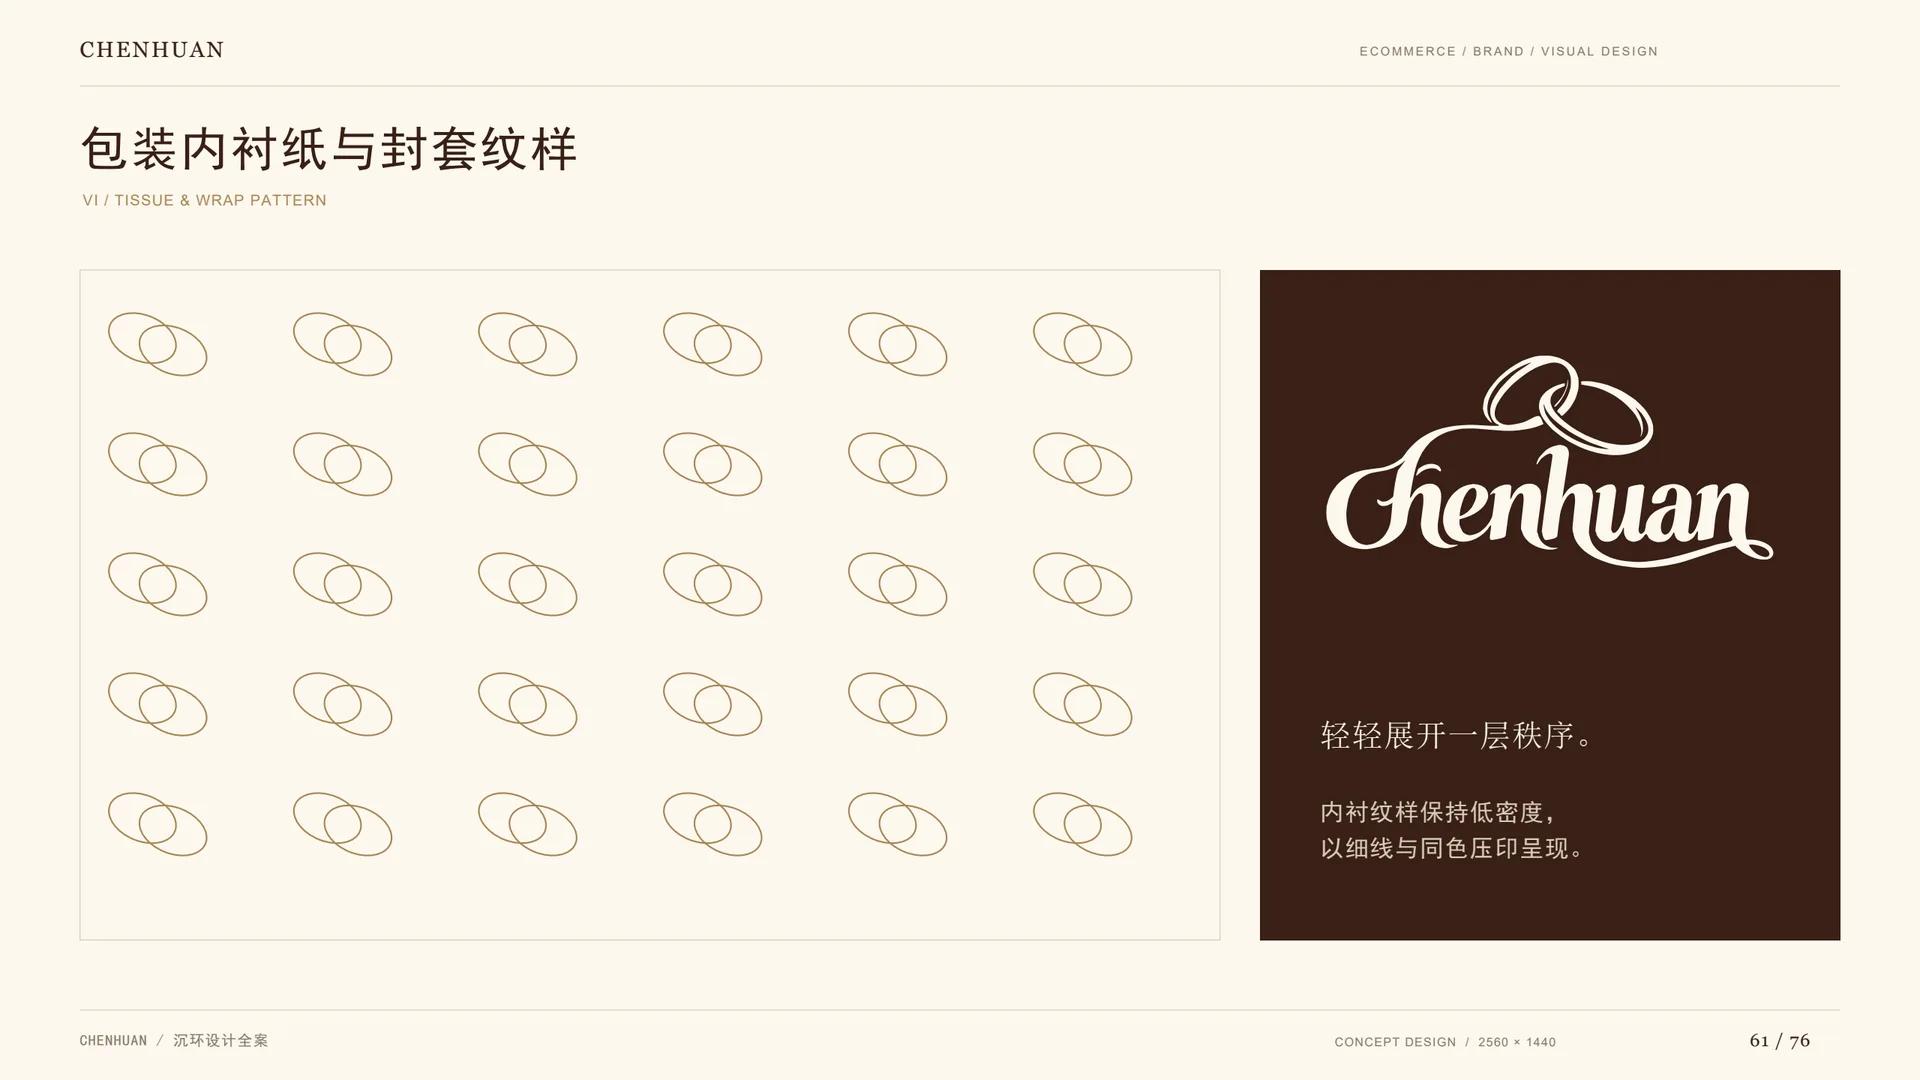 CHENHUAN
ECOMMERCE / BRAND / VISUAL DESIGN
包装内衬纸与封套纹样
VI / TISSUE & WRAP PATTERN
Chenhuan
轻轻展开一层秩序。
内衬纹样保持低密度，
以细线与同色压印呈现。
CHENHUAN / 沉环设计全案
CONCEPT DESIGN / 2560 × 1440
61 / 76